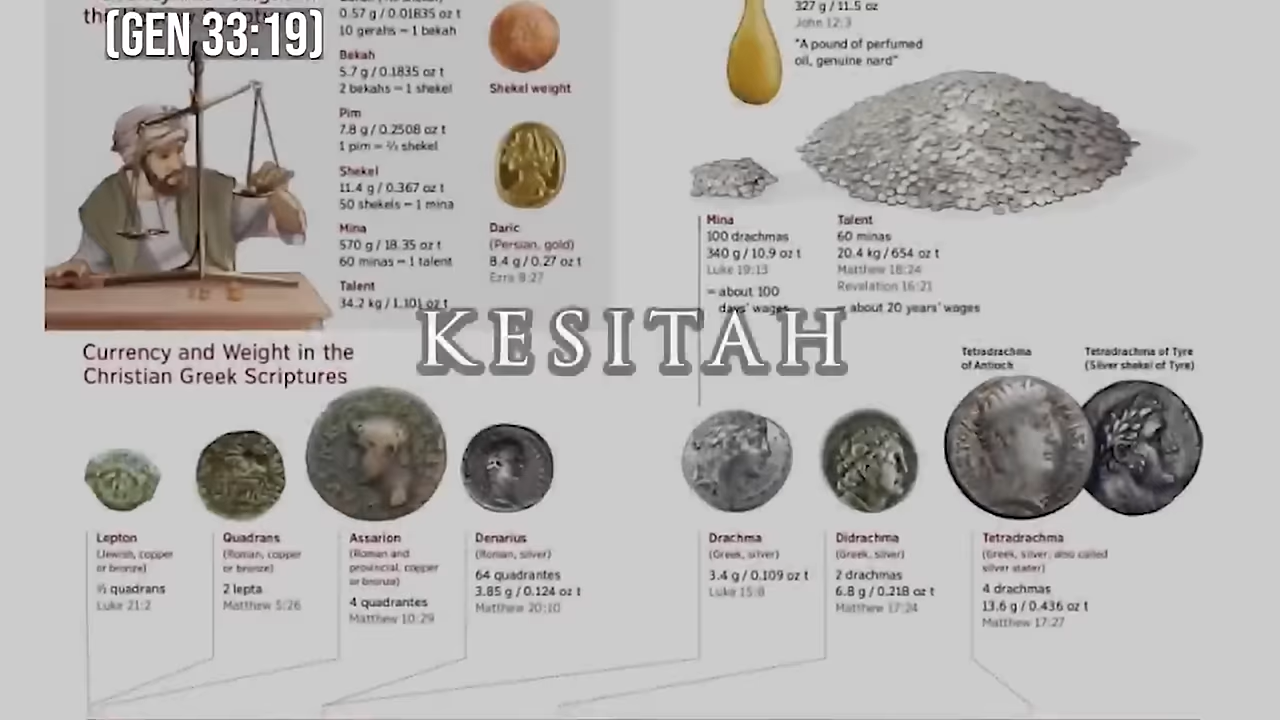 (GEN 33:19)
0.57 g / 0.01835 oz t
10 gerahs = 1 bekah
Bekah
5.7 g / 0.1835 oz t
2 bekahs = 1 shekel
Pim
7.8 g / 0.2508 oz t
1 pim = ⅔ shekel
Shekel
11.4 g / 0.367 oz t
50 shekels = 1 mina
Mina
570 g / 18.35 oz t
60 minas = 1 talent
Talent
34.2 kg / 1,101 oz t
Shekel weight
Daric
(Persian, gold)
8.4 g / 0.27 oz t
Ezra 8:27
327 g / 11.5 oz
John 12:3
"A pound of perfumed
oil, genuine nard"
Mina
100 drachmas
340 g / 10.9 oz t
Luke 19:13
= about 100
days' wages
Talent
60 minas
20.4 kg / 654 oz t
Matthew 18:24
Revelation 16:21
= about 20 years' wages
KESITAH
Currency and Weight in the
Christian Greek Scriptures
Lepton
(Jewish, copper
or bronze)
½ quadrans
Luke 21:2
Quadrans
(Roman, copper
or bronze)
2 lepta
Matthew 5:26
Assarion
(Roman and
provincial, copper
or bronze)
4 quadrantes
Matthew 10:29
Denarius
(Roman, silver)
64 quadrantes
3.85 g / 0.124 oz t
Matthew 20:10
Drachma
(Greek, silver)
3.4 g / 0.109 oz t
Luke 15:8
Didrachma
(Greek, silver)
2 drachmas
6.8 g / 0.218 oz t
Matthew 17:24
Tetradrachma
of Antioch
Tetradrachma of Tyre
(Silver shekel of Tyre)
Tetradrachma
(Greek, silver; also called
silver stater)
4 drachmas
13.6 g / 0.436 oz t
Matthew 17:27